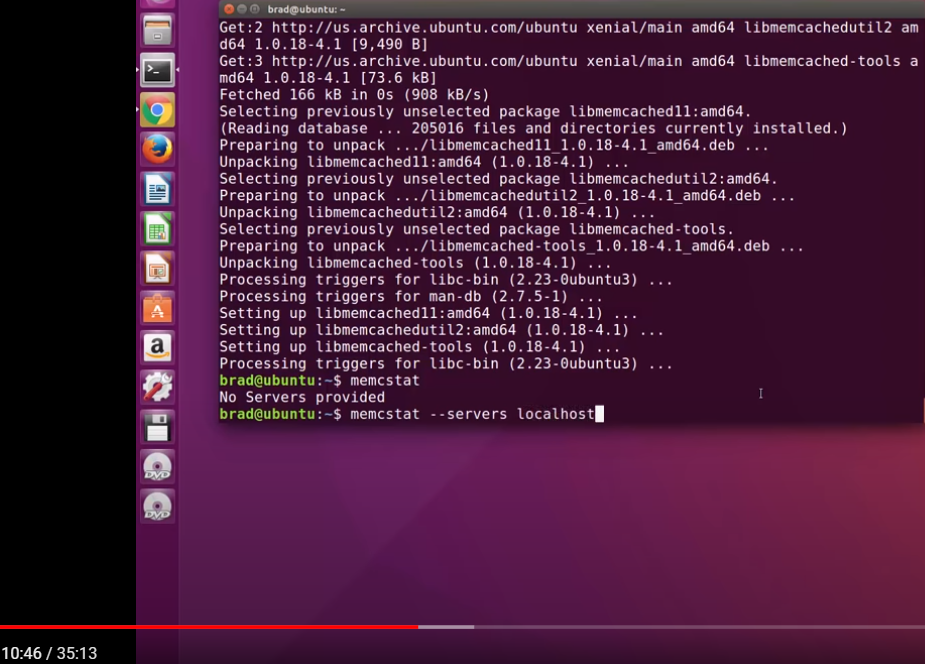 brad@ubuntu: ~
Get:2 http://us.archive.ubuntu.com/ubuntu xenial/main amd64 libmemcachedutil2 am
d64 1.0.18-4.1 [9,490 B]
Get:3 http://us.archive.ubuntu.com/ubuntu xenial/main amd64 libmemcached-tools a
md64 1.0.18-4.1 [73.6 kB]
Fetched 166 kB in 0s (908 kB/s)
Selecting previously unselected package libmemcached11:amd64.
(Reading database ... 205016 files and directories currently installed.)
Preparing to unpack .../libmemcached11_1.0.18-4.1_amd64.deb ...
Unpacking libmemcached11:amd64 (1.0.18-4.1) ...
Selecting previously unselected package libmemcachedutil2:amd64.
Preparing to unpack .../libmemcachedutil2_1.0.18-4.1_amd64.deb ...
Unpacking libmemcachedutil2:amd64 (1.0.18-4.1) ...
Selecting previously unselected package libmemcached-tools.
Preparing to unpack .../libmemcached-tools_1.0.18-4.1_amd64.deb ...
Unpacking libmemcached-tools (1.0.18-4.1) ...
Processing triggers for libc-bin (2.23-0ubuntu3) ...
Processing triggers for man-db (2.7.5-1) ...
Setting up libmemcached11:amd64 (1.0.18-4.1) ...
Setting up libmemcachedutil2:amd64 (1.0.18-4.1) ...
Setting up libmemcached-tools (1.0.18-4.1) ...
Processing triggers for libc-bin (2.23-0ubuntu3) ...
brad@ubuntu:~$ memcstat
No Servers provided
brad@ubuntu:~$ memcstat --servers localhost
a
DVD
DVD
10:46 / 35:13